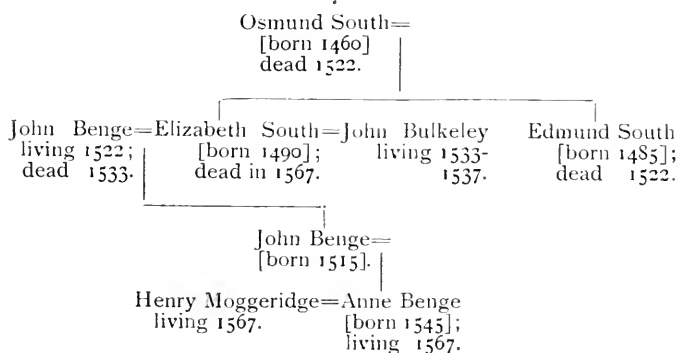 Osmund South=
[born 1460]
dead 1522.
John Benge=Elizabeth South=John Bulkeley Edmund South
living 1522; [born 1490]; living 1533- [born 1485];
dead 1533. dead in 1567. 1537. dead 1522.
John Benge=
[born 1515].
Henry Moggeridge=Anne Benge
living 1567. [born 1545];
living 1567.